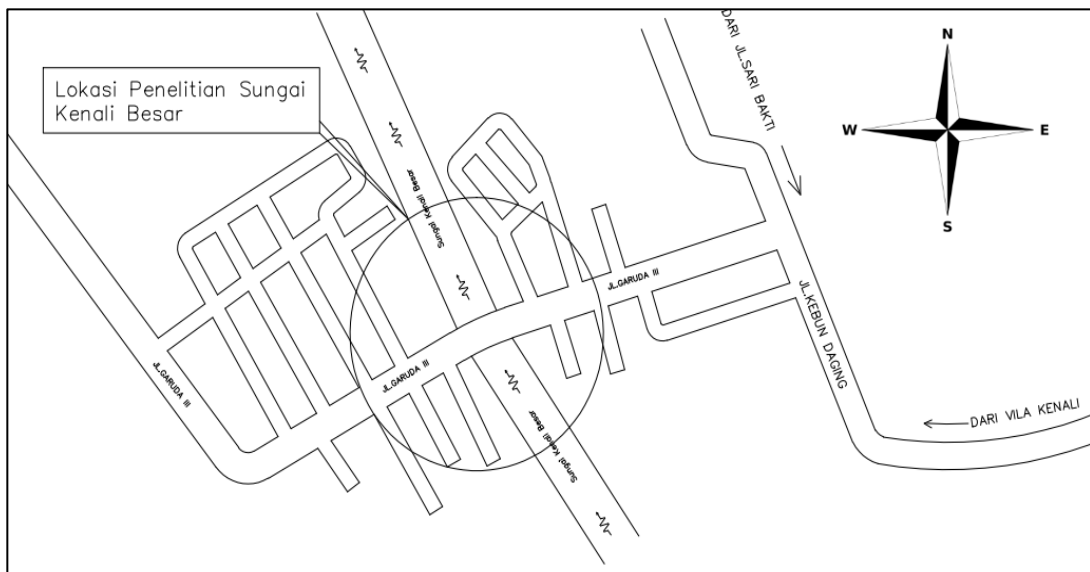 Lokasi Penelitian Sungai
Kenali Besar
DARI JL.SARI BAKTI
N
W
E
S
Sungai Kenali Besar
JL.GARUDA III
JL.KEBUN DAGING
JL.GARUDA III
JL.GARUDA III
DARI VILA KENALI
Sungai Kenali Besar